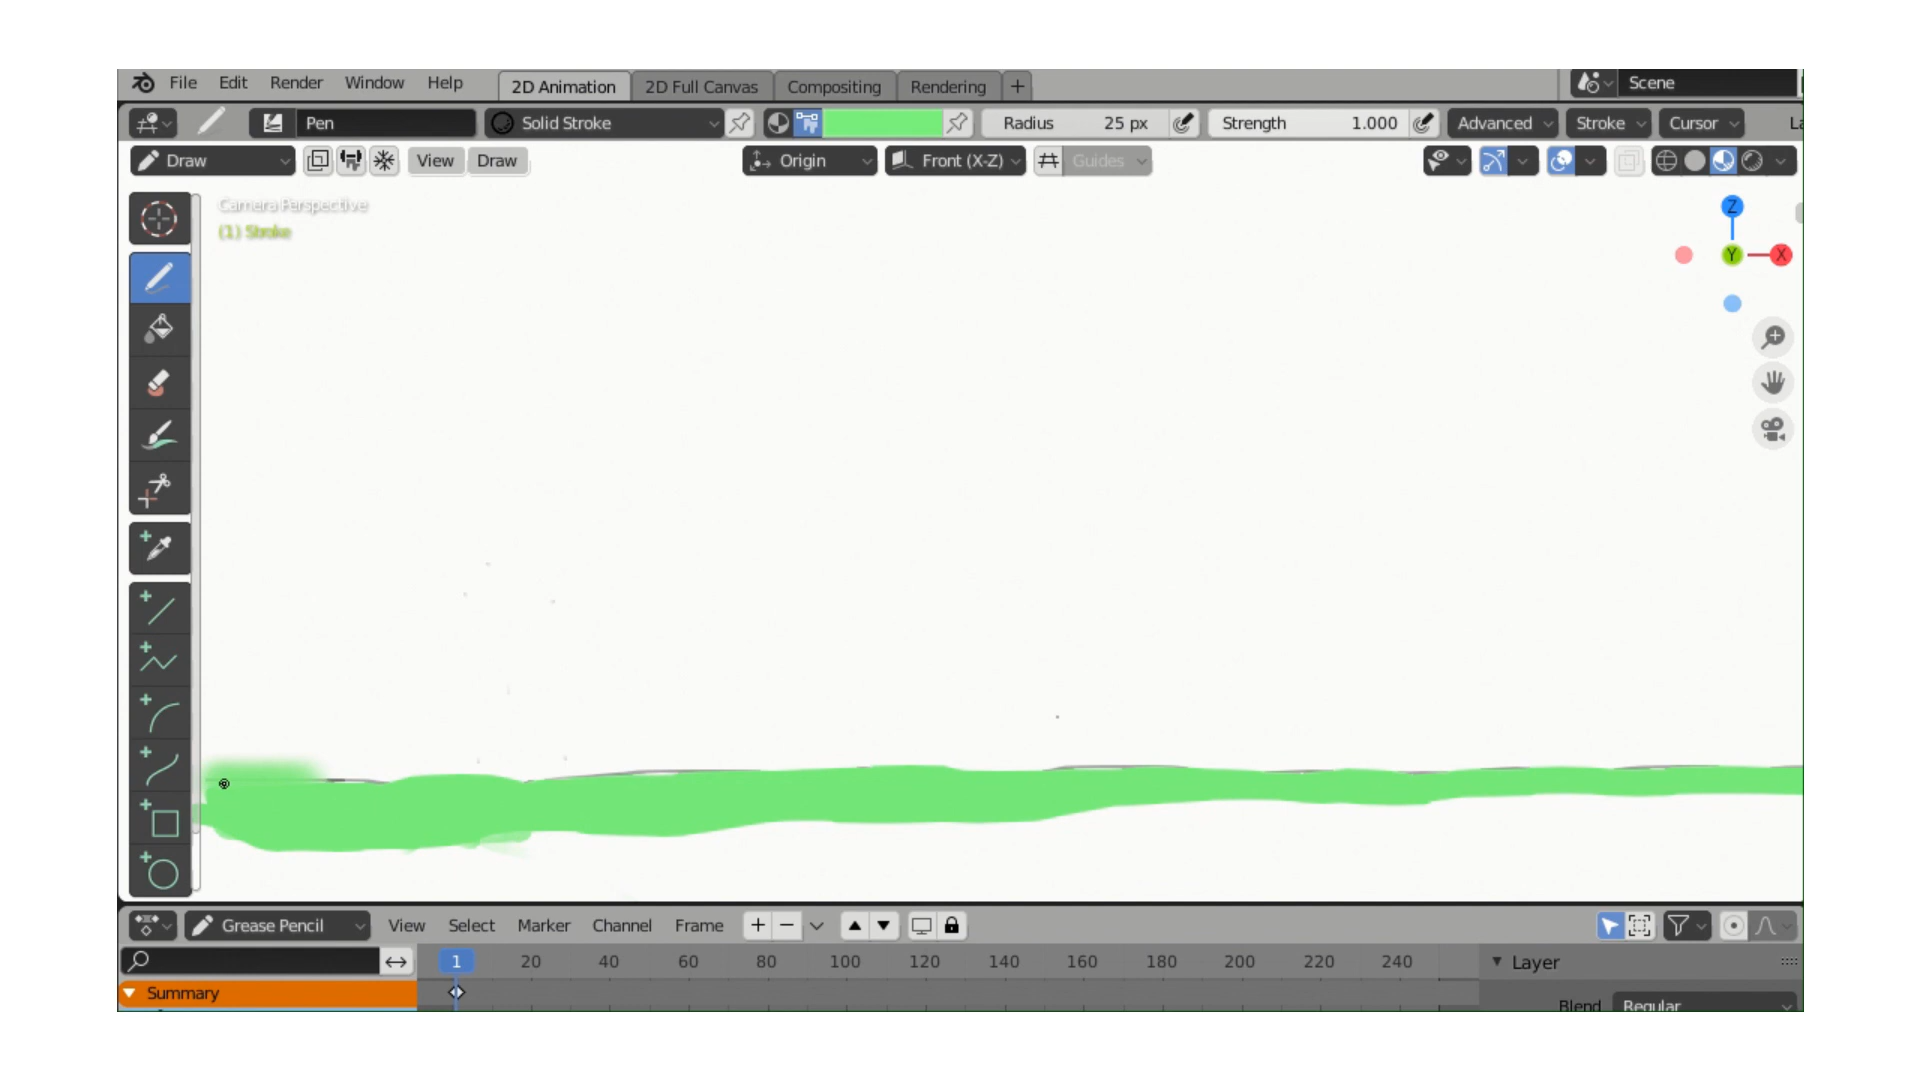 File Edit Render Window Help 2D Animation 2D Full Canvas Compositing Rendering + Scene
Pen Solid Stroke Radius 25 px Strength 1.000 Advanced Stroke Cursor
Draw View Draw Origin Front (X-Z) Guides
Camera Perspective
(1) Stroke
Z
Y X
Grease Pencil View Select Marker Channel Frame
1 20 40 60 80 100 120 140 160 180 200 220 240 Layer
Summary
Blend Regular